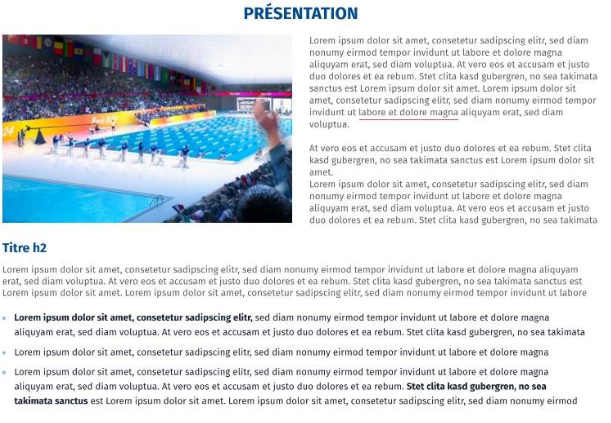 PRÉSENTATION
Lorem ipsum dolor sit amet, consetetur sadipscing elitr, sed diam
nonumy eirmod tempor invidunt ut labore et dolore magna
aliquyam erat, sed diam voluptua. At vero eos et accusam et justo
duo dolores et ea rebum. Stet clita kasd gubergren, no sea takimata
sanctus est Lorem ipsum dolor sit amet. Lorem ipsum dolor sit
amet, consetetur sadipscing elitr, sed diam nonumy eirmod tempor
invidunt ut labore et dolore magna aliquyam erat, sed diam
voluptua.
At vero eos et accusam et justo duo dolores et ea rebum. Stet clita
kasd gubergren, no sea takimata sanctus est Lorem ipsum dolor sit
amet.
Lorem ipsum dolor sit amet, consetetur sadipscing elitr, sed diam
nonumy eirmod tempor invidunt ut labore et dolore magna
aliquyam erat, sed diam voluptua. At vero eos et accusam et justo
duo dolores et ea rebum. Stet clita kasd gubergren, no sea takimata
Titre h2
Lorem ipsum dolor sit amet, consetetur sadipscing elitr, sed diam nonumy eirmod tempor invidunt ut labore et dolore magna aliquyam
erat, sed diam voluptua. At vero eos et accusam et justo duo dolores et ea rebum. Stet clita kasd gubergren, no sea takimata sanctus est
Lorem ipsum dolor sit amet. Lorem ipsum dolor sit amet, consetetur sadipscing elitr, sed diam nonumy eirmod tempor invidunt ut labore
Lorem ipsum dolor sit amet, consetetur sadipscing elitr, sed diam nonumy eirmod tempor invidunt ut labore et dolore magna
aliquyam erat, sed diam voluptua. At vero eos et accusam et justo duo dolores et ea rebum. Stet clita kasd gubergren, no sea takimata
Lorem ipsum dolor sit amet, consetetur sadipscing elitr, sed diam nonumy eirmod tempor invidunt ut labore et dolore magna
Lorem ipsum dolor sit amet, consetetur sadipscing elitr, sed diam nonumy eirmod tempor invidunt ut labore et dolore magna
aliquyam erat, sed diam voluptua. At vero eos et accusam et justo duo dolores et ea rebum. Stet clita kasd gubergren, no sea
takimata sanctus est Lorem ipsum dolor sit amet. Lorem ipsum dolor sit amet, consetetur sadipscing elitr, sed diam nonumy eirmod